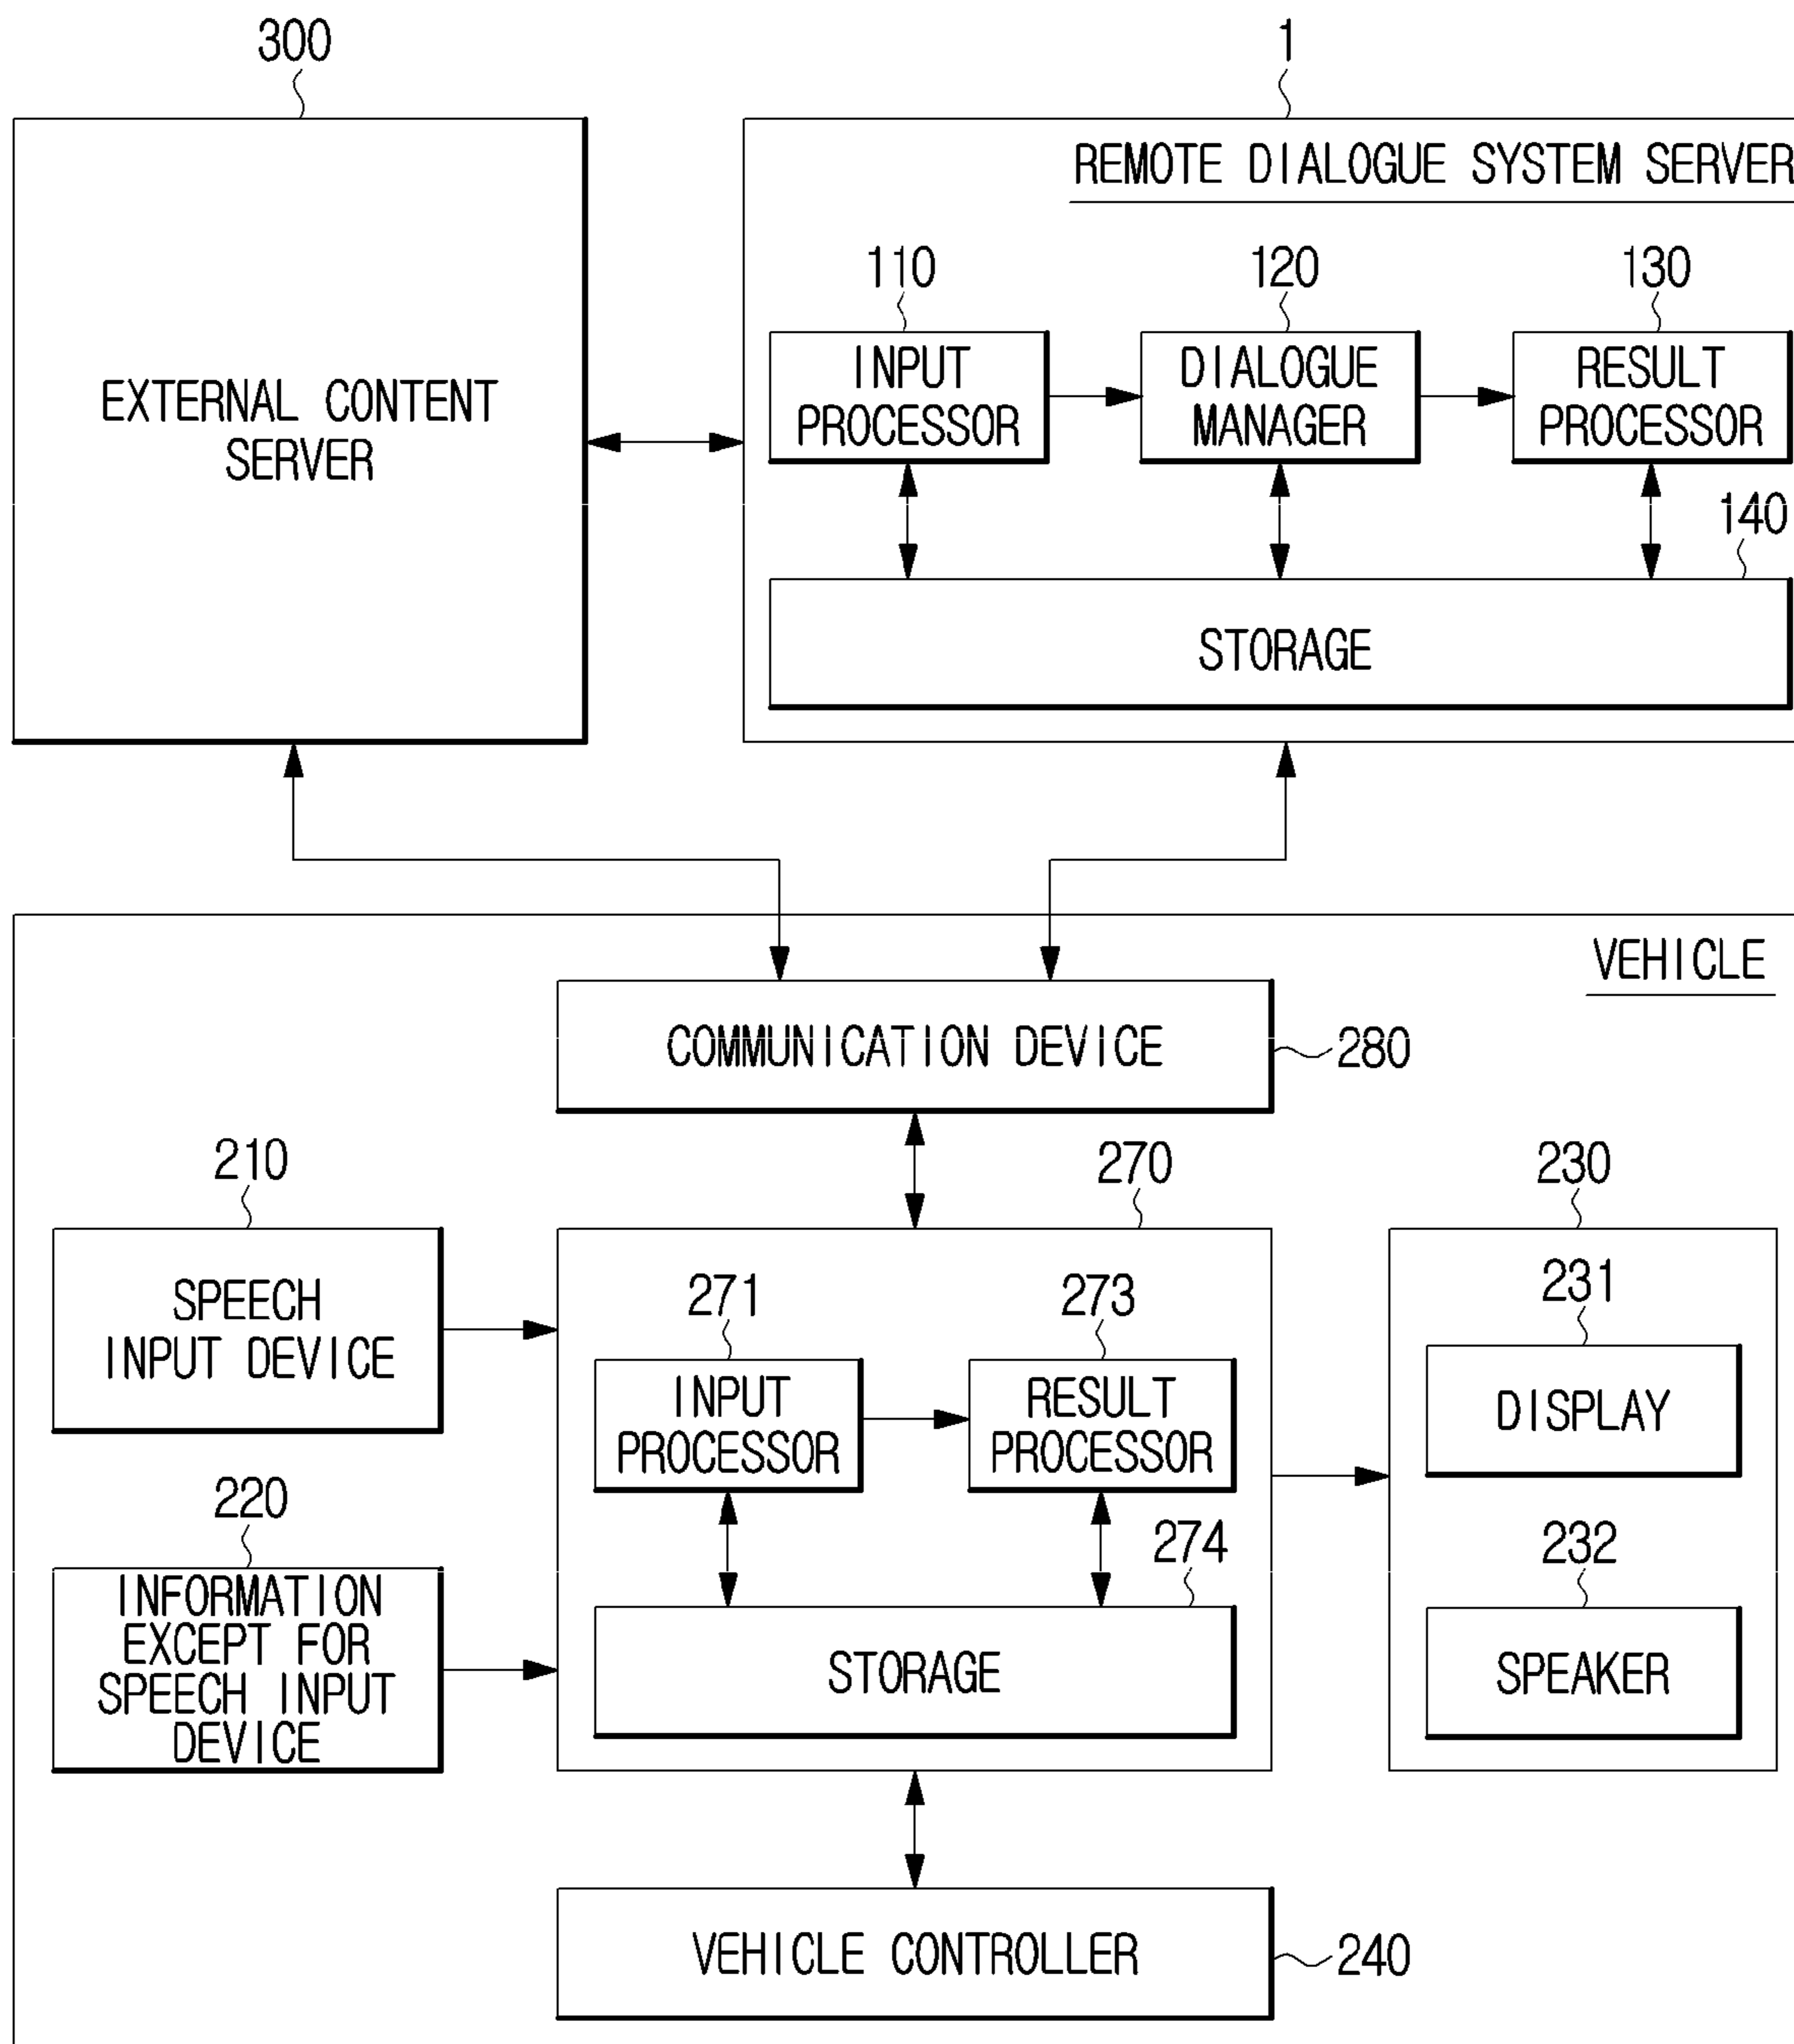 300
1
REMOTE DIALOGUE SYSTEM SERVER
110
120
130
INPUT
PROCESSOR
DIALOGUE
MANAGER
RESULT
PROCESSOR
EXTERNAL CONTENT
SERVER
140
STORAGE
VEHICLE
COMMUNICATION DEVICE
280
210
270
230
SPEECH
INPUT DEVICE
271
273
231
INPUT
PROCESSOR
RESULT
PROCESSOR
DISPLAY
220
274
232
INFORMATION
EXCEPT FOR
SPEECH INPUT
DEVICE
STORAGE
SPEAKER
VEHICLE CONTROLLER
240